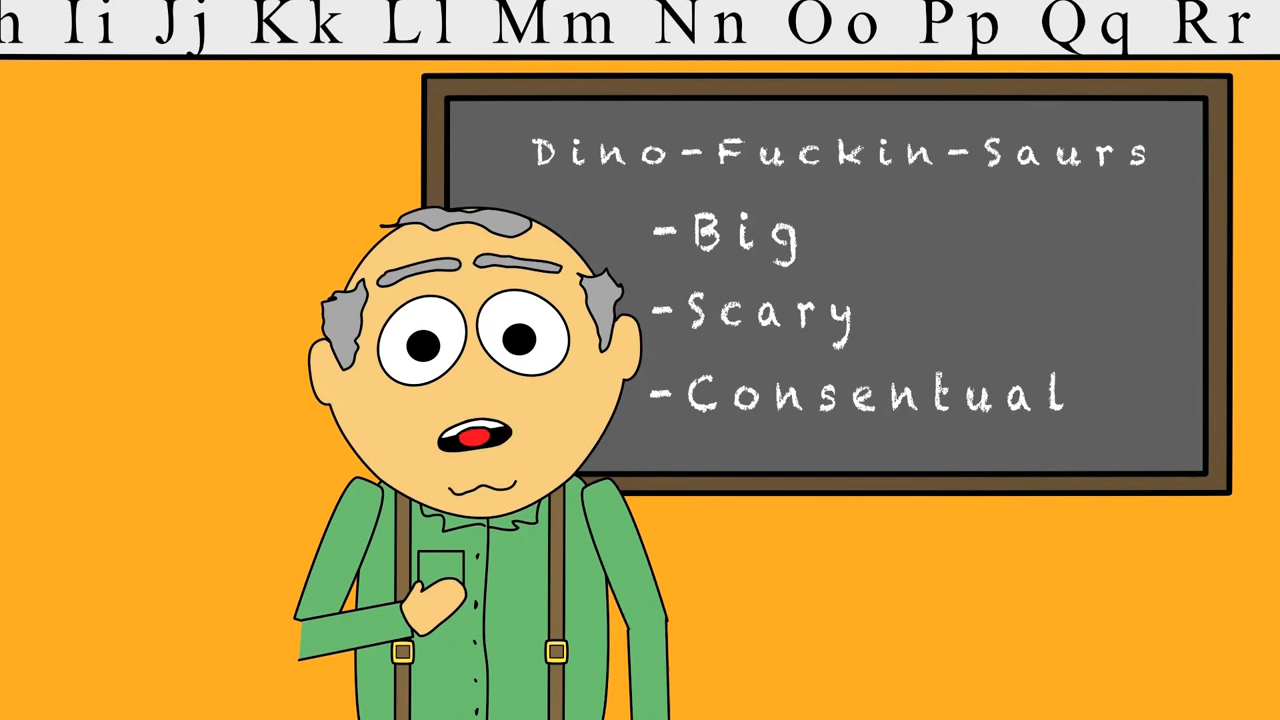 h Ii Jj Kk Ll Mm Nn Oo Pp Qq Rr
Dino-Fuckin-Saurs
-Big
-Scary
-Consentual